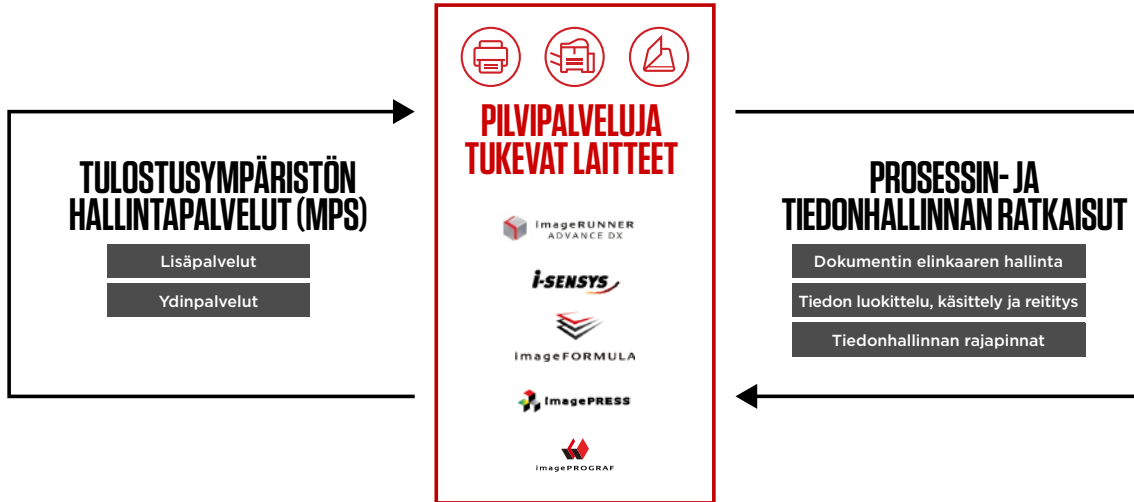 TULOSTUSYMPÄRISTÖN
HALLINTAPALVELUT (MPS)
Lisäpalvelut
Ydinpalvelut
PILVIPALVELUJA
TUKEVAT LAITTEET
imageRUNNER
ADVANCE DX
i-SENSYS
imageFORMULA
imagePRESS
imagePROGRAF
PROSESSIN- JA
TIEDONHALLINNAN RATKAISUT
Dokumentin elinkaaren hallinta
Tiedon luokittelu, käsittely ja reititys
Tiedonhallinnan rajapinnat